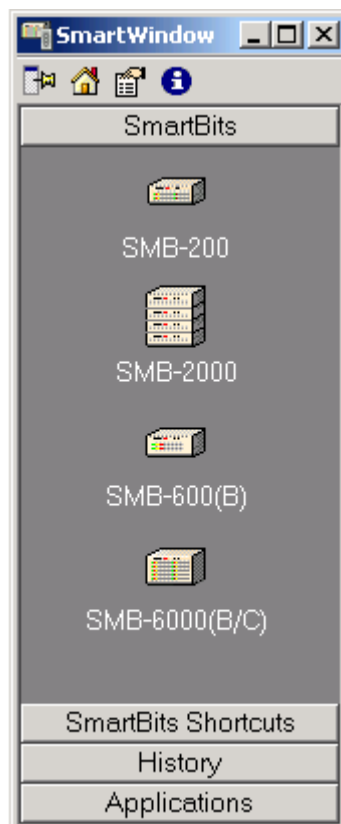 SmartWindow
SmartBits
SMB-200
SMB-2000
SMB-600(B)
SMB-6000(B/C)
SmartBits Shortcuts
History
Applications